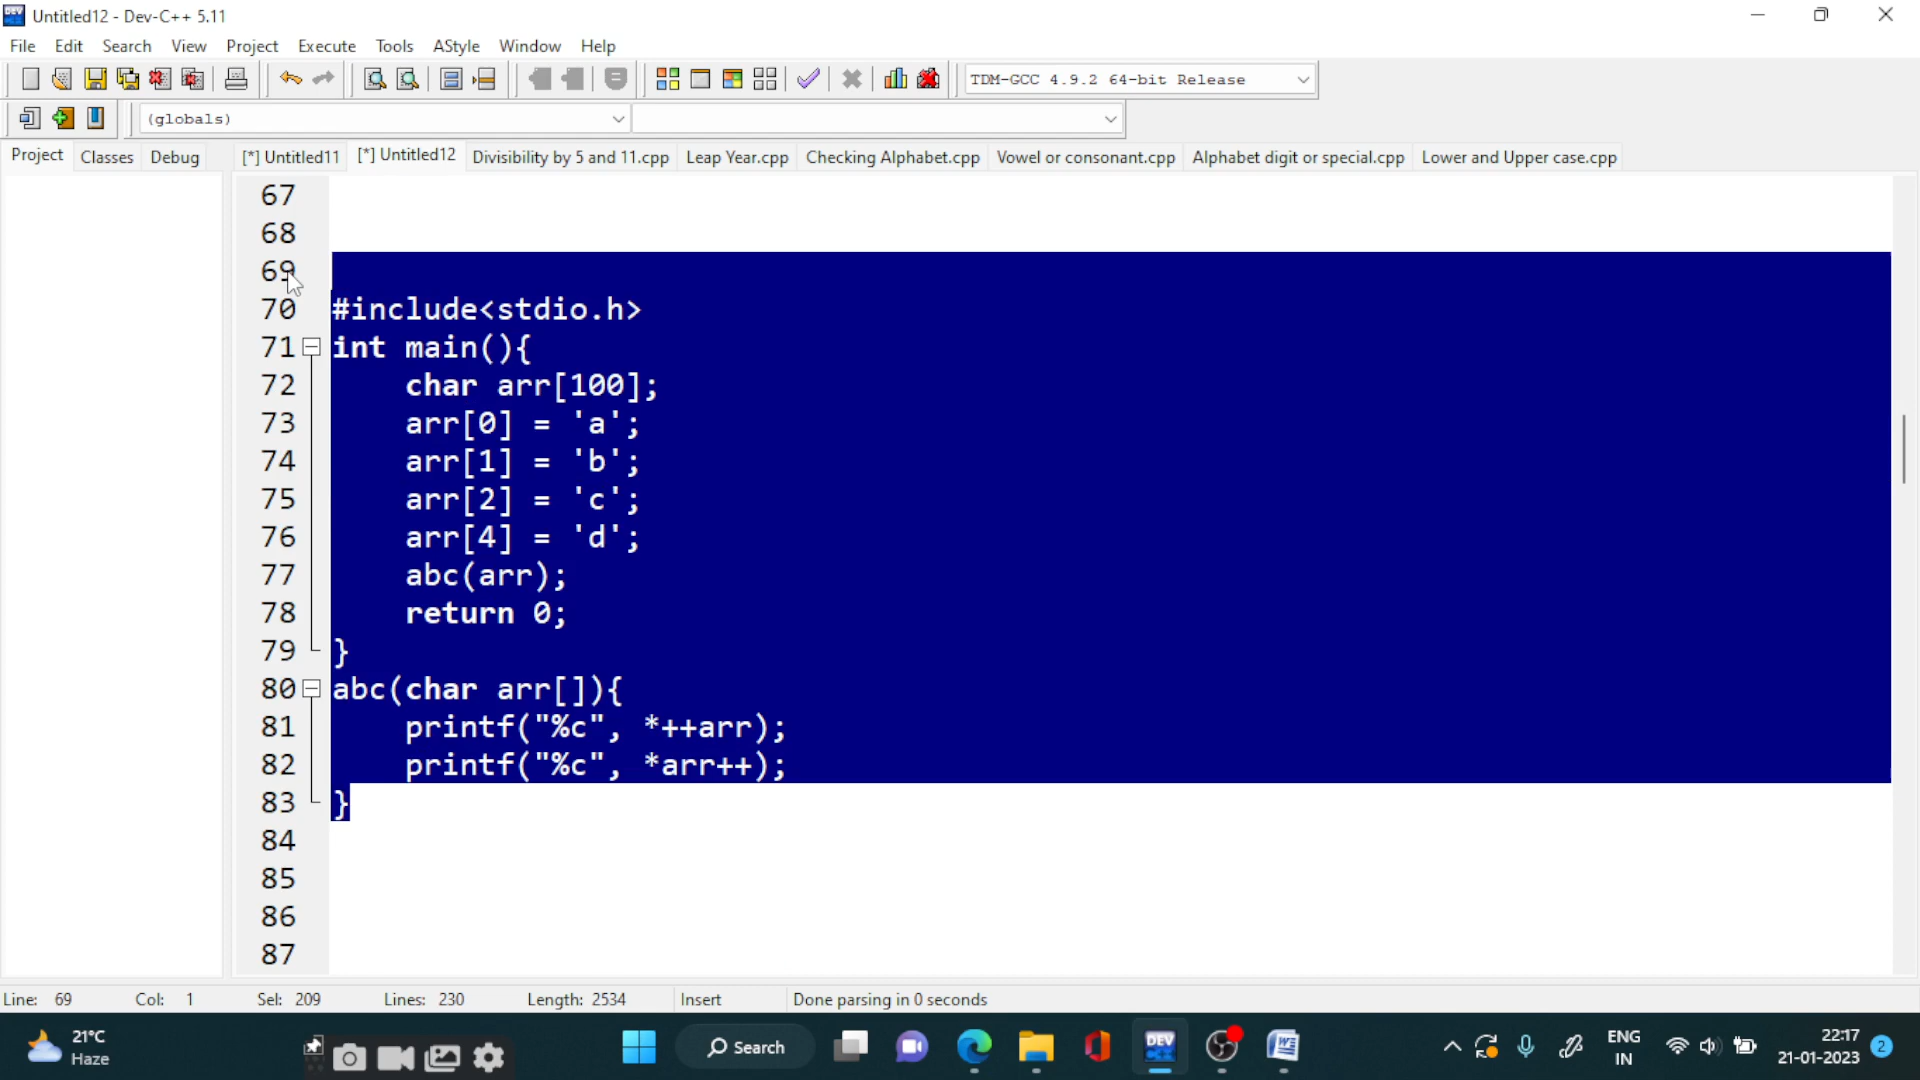 Untitled12 - Dev-C++ 5.11
File Edit Search View Project Execute Tools AStyle Window Help
TDM-GCC 4.9.2 64-bit Release
(globals)
Project Classes Debug [*] Untitled11 [*] Untitled12 Divisibility by 5 and 11.cpp Leap Year.cpp Checking Alphabet.cpp Vowel or consonant.cpp Alphabet digit or special.cpp Lower and Upper case.cpp
67
68
69
70 #include<stdio.h>
71 int main(){
72 char arr[100];
73 arr[0] = 'a';
74 arr[1] = 'b';
75 arr[2] = 'c';
76 arr[4] = 'd';
77 abc(arr);
78 return 0;
79 }
80 abc(char arr[]){
81 printf("%c", *++arr);
82 printf("%c", *arr++);
83 }
84
85
86
87
Line: 69 Col: 1 Sel: 209 Lines: 230 Length: 2534 Insert Done parsing in 0 seconds
21°C
Haze
Search
ENG
IN
22:17
21-01-2023
2